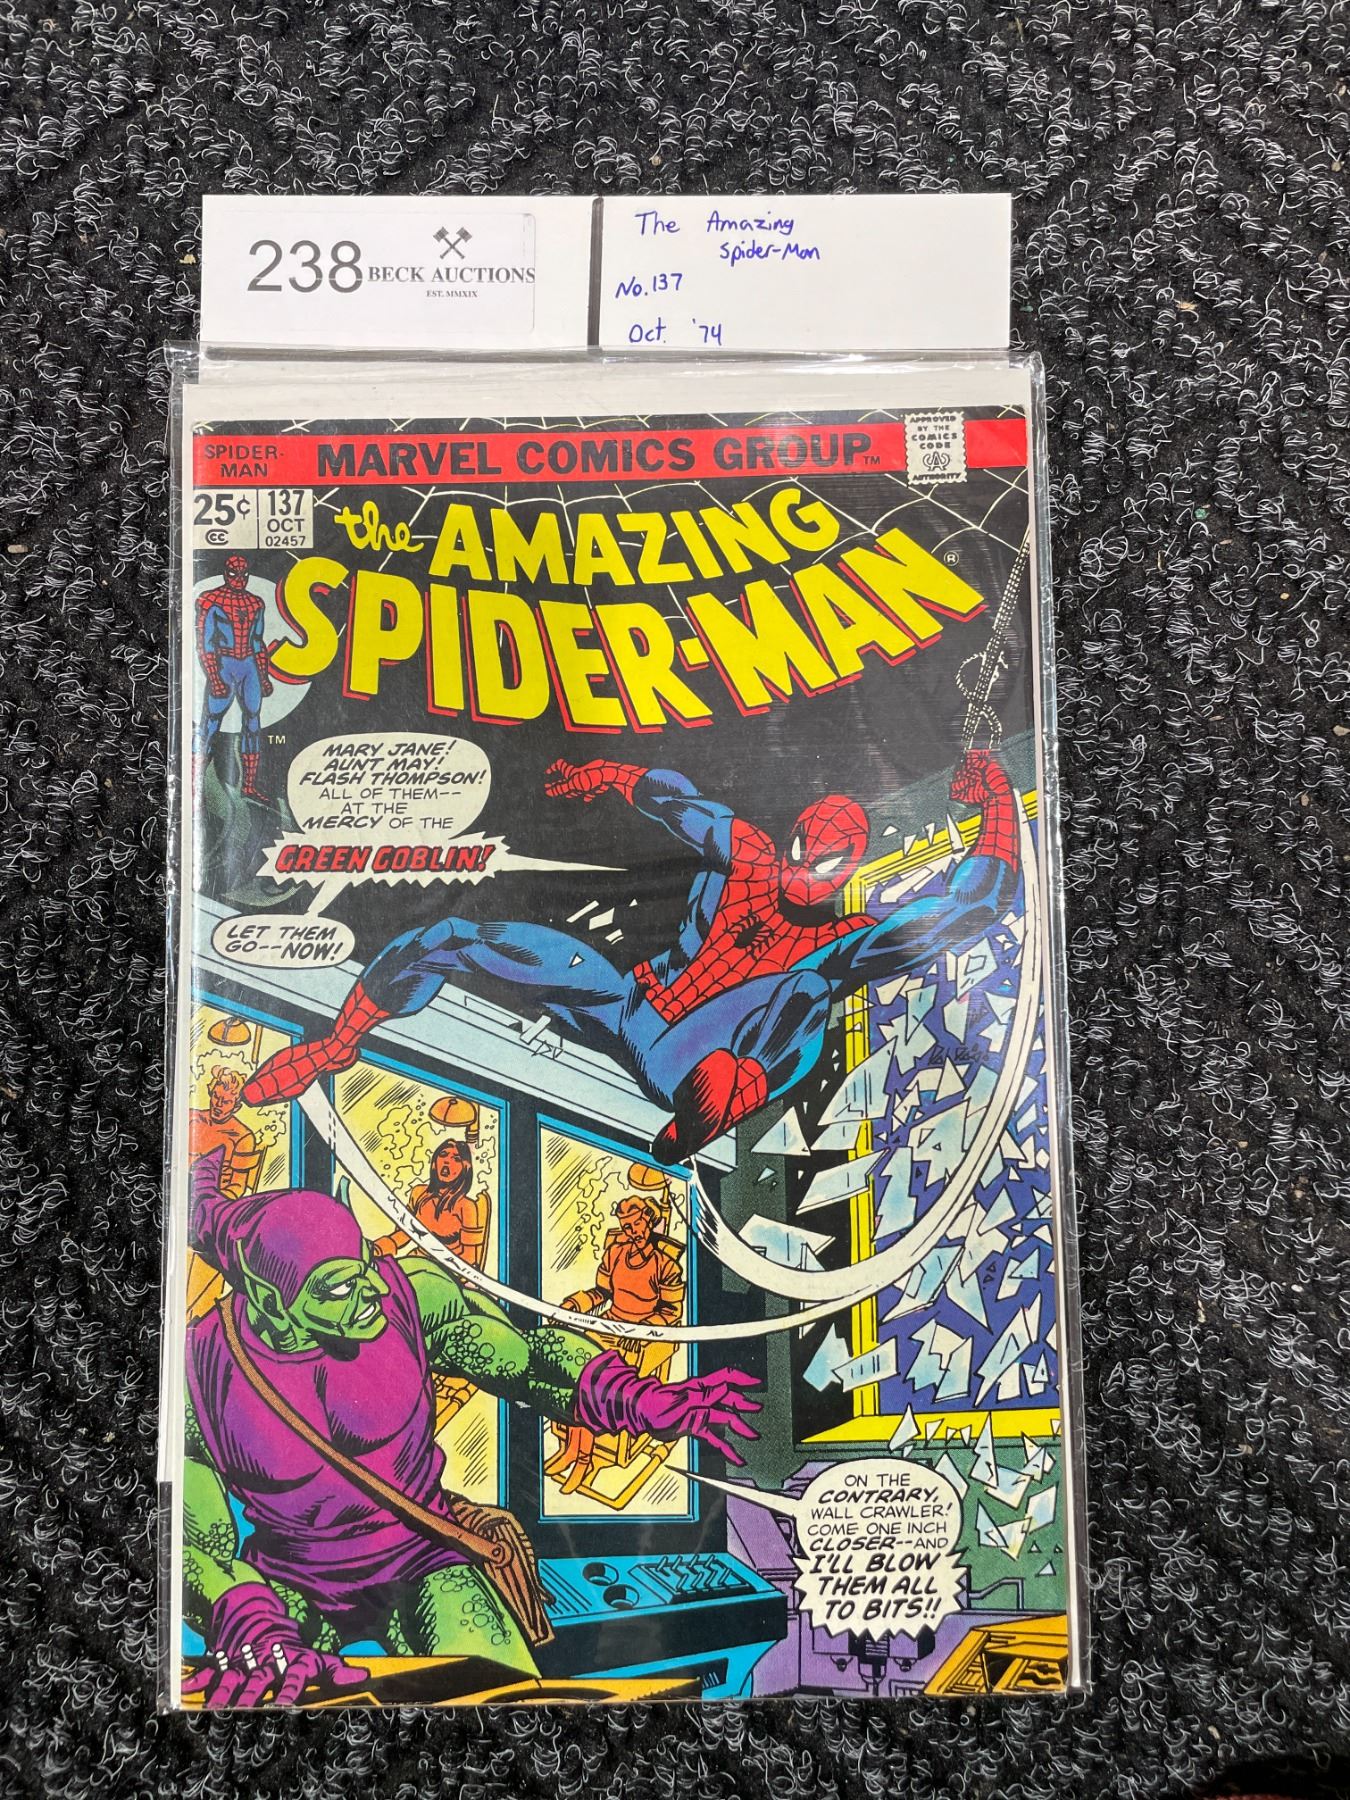 238
BECK AUCTIONS
EST. MMXIX
The Amazing
Spider-Man
No. 137
Oct. '74
APPROVED
BY THE
COMICS
CODE
AUTHORITY
SPIDER-
MAN
MARVEL COMICS GROUP™
25¢
CC
137
OCT
02457
the AMAZING
SPIDER-MAN®
TM
MARY JANE!
AUNT MAY!
FLASH THOMPSON!
ALL OF THEM--
AT THE
MERCY OF THE
GREEN GOBLIN!
LET THEM
GO--NOW!
ON THE
CONTRARY,
WALL CRAWLER!
COME ONE INCH
CLOSER--AND
I'LL BLOW
THEM ALL
TO BITS!!